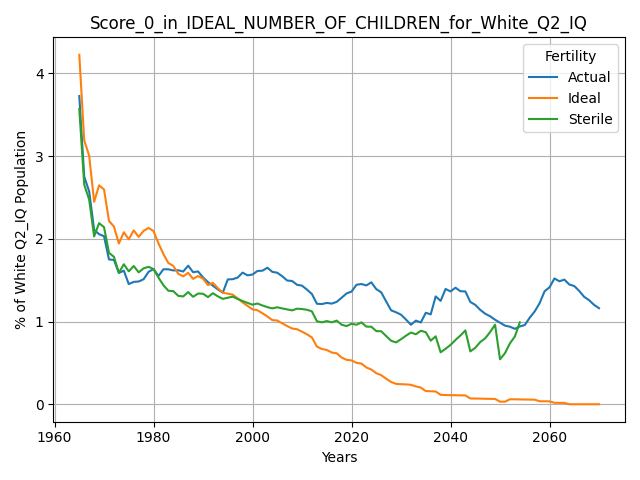 Score_0_in_IDEAL_NUMBER_OF_CHILDREN_for_White_Q2_IQ
Fertility
Actual
Ideal
Sterile
% of White Q2_IQ Population
4
3
2
1
0
1960 1980 2000 2020 2040 2060
Years